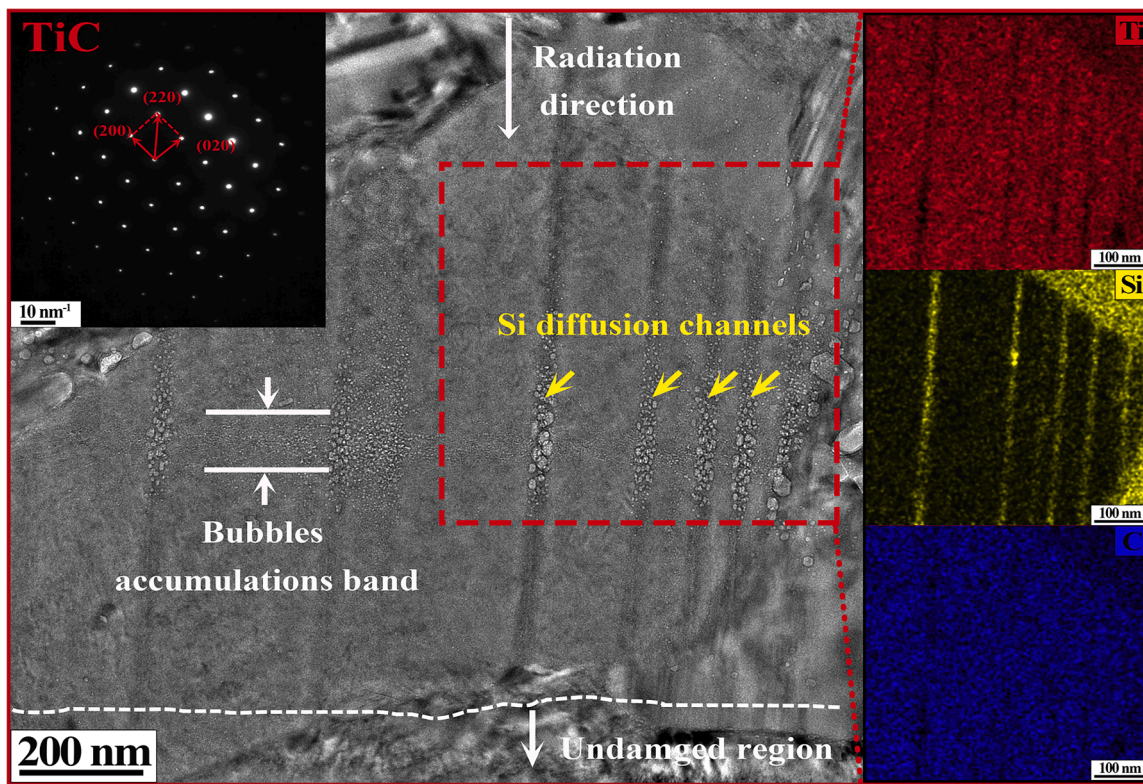 TiC
(220)
(200)
(020)
10 nm-1
Radiation
direction
Si diffusion channels
Bubbles
accumulations band
Undamged region
200 nm
Ti
100 nm
Si
100 nm
C
100 nm